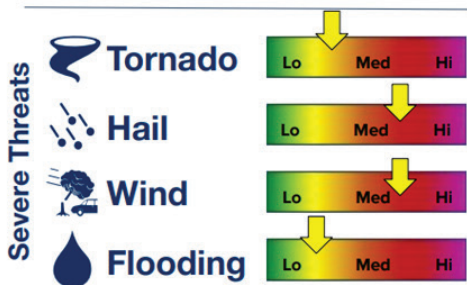 Severe Threats
Tornado
Lo Med Hi
Hail
Lo Med Hi
Wind
Lo Med Hi
Flooding
Lo Med Hi